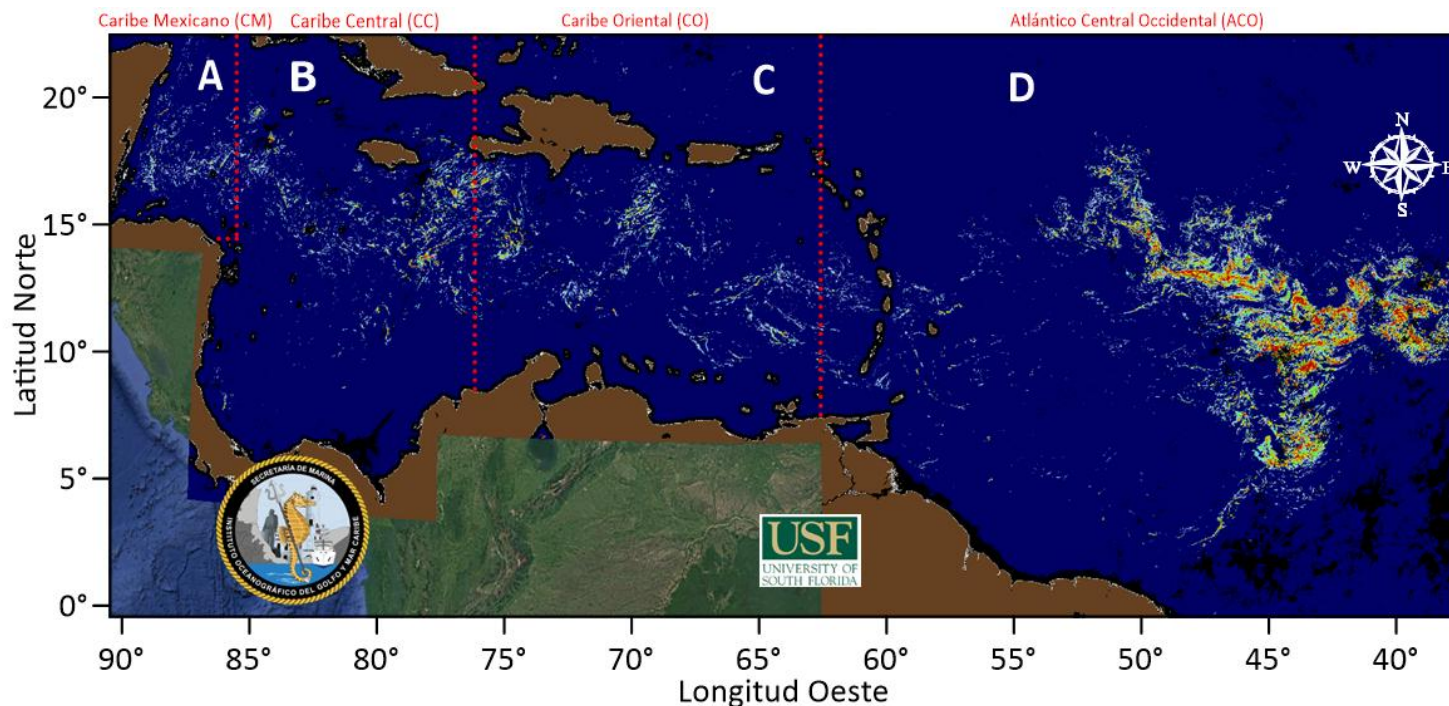 Caribe Mexicano (CM)
Caribe Central (CC)
Caribe Oriental (CO)
Atlántico Central Occidental (ACO)
A
B
C
D
N
W
E
S
20°
15°
10°
5°
0°
Latitud Norte
SECRETARÍA DE MARINA
INSTITUTO OCEANOGRÁFICO DEL GOLFO Y MAR CARIBE
USF
UNIVERSITY OF
SOUTH FLORIDA
90°
85°
80°
75°
70°
65°
60°
55°
50°
45°
40°
Longitud Oeste